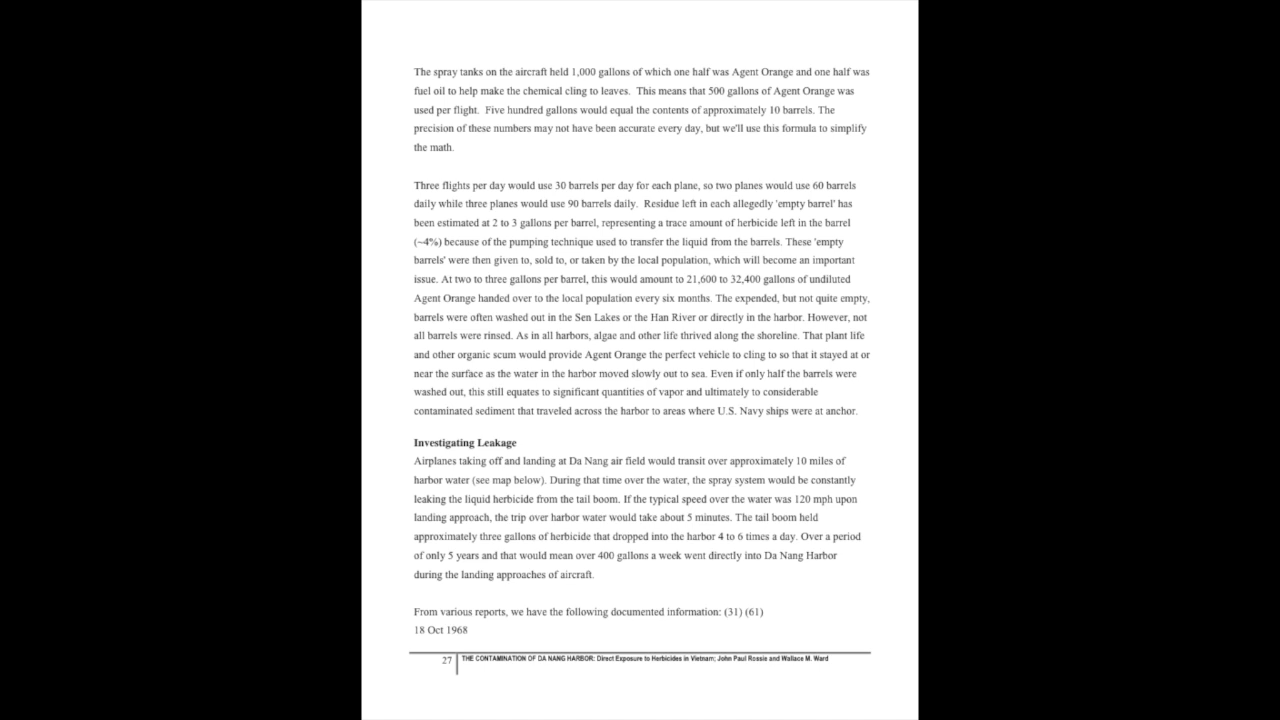 The spray tanks on the aircraft held 1,000 gallons of which one half was Agent Orange and one half was
fuel oil to help make the chemical cling to leaves.  This means that 500 gallons of Agent Orange was
used per flight.  Five hundred gallons would equal the contents of approximately 10 barrels. The
precision of these numbers may not have been accurate every day, but we'll use this formula to simplify
the math.
Three flights per day would use 30 barrels per day for each plane, so two planes would use 60 barrels
daily while three planes would use 90 barrels daily.  Residue left in each allegedly 'empty barrel' has
been estimated at 2 to 3 gallons per barrel, representing a trace amount of herbicide left in the barrel
(~4%) because of the pumping technique used to transfer the liquid from the barrels. These 'empty
barrels' were then given to, sold to, or taken by the local population, which will become an important
issue. At two to three gallons per barrel, this would amount to 21,600 to 32,400 gallons of undiluted
Agent Orange handed over to the local population every six months. The expended, but not quite empty,
barrels were often washed out in the Sen Lakes or the Han River or directly in the harbor. However, not
all barrels were rinsed. As in all harbors, algae and other life thrived along the shoreline. That plant life
and other organic scum would provide Agent Orange the perfect vehicle to cling to so that it stayed at or
near the surface as the water in the harbor moved slowly out to sea. Even if only half the barrels were
washed out, this still equates to significant quantities of vapor and ultimately to considerable
contaminated sediment that traveled across the harbor to areas where U.S. Navy ships were at anchor.
Investigating Leakage
Airplanes taking off and landing at Da Nang air field would transit over approximately 10 miles of
harbor water (see map below). During that time over the water, the spray system would be constantly
leaking the liquid herbicide from the tail boom. If the typical speed over the water was 120 mph upon
landing approach, the trip over harbor water would take about 5 minutes. The tail boom held
approximately three gallons of herbicide that dropped into the harbor 4 to 6 times a day. Over a period
of only 5 years and that would mean over 400 gallons a week went directly into Da Nang Harbor
during the landing approaches of aircraft.
From various reports, we have the following documented information: (31) (61)
18 Oct 1968
27 THE CONTAMINATION OF DA NANG HARBOR: Direct Exposure to Herbicides in Vietnam; John Paul Rossie and Wallace M. Ward